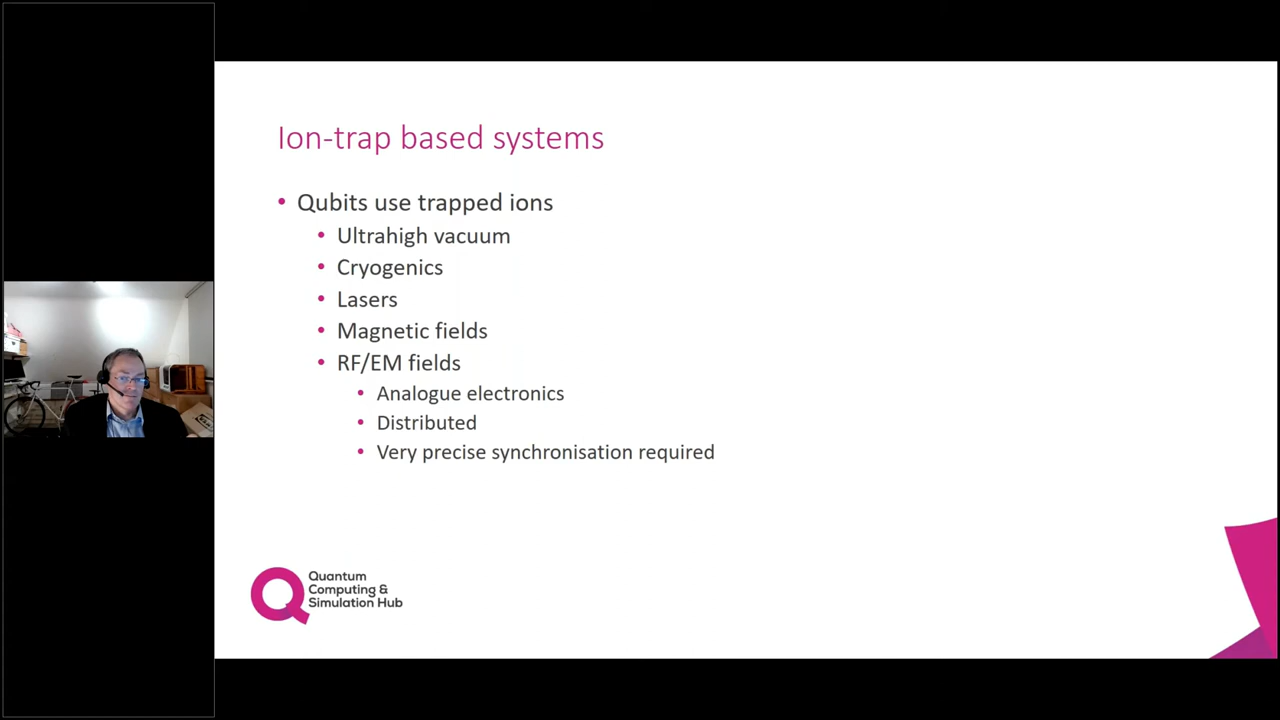 Ion-trap based systems
• Qubits use trapped ions
• Ultrahigh vacuum
• Cryogenics
• Lasers
• Magnetic fields
• RF/EM fields
• Analogue electronics
• Distributed
• Very precise synchronisation required
Quantum
Computing &
Simulation Hub